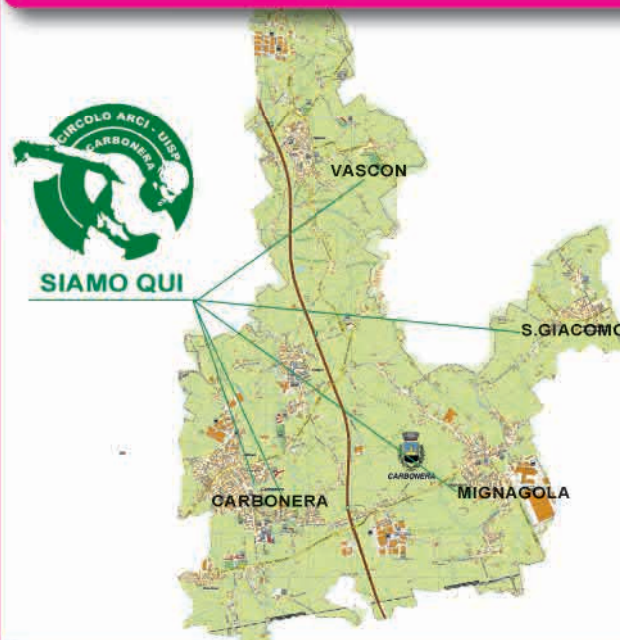 CIRCOLO ARCI - UISP
CARBONERA
SIAMO QUI
VASCON
S.GIACOMO
CARBONERA
MIGNAGOLA
CARBONERA